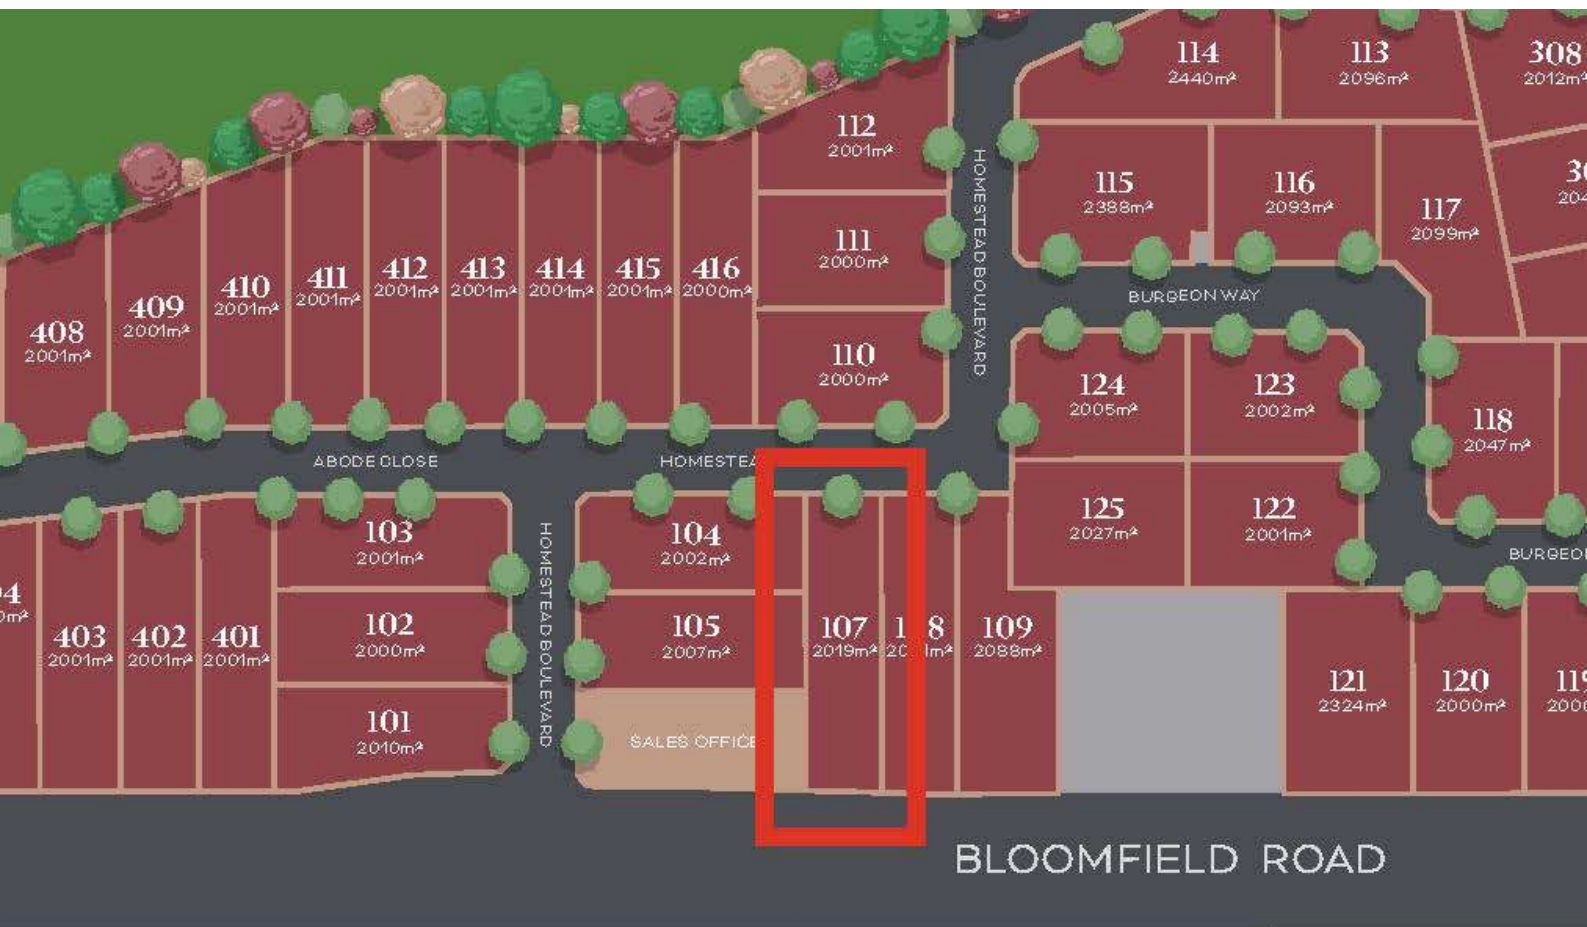 114
2440m²
113
2096m²
308
2012m²
112
2001m²
HOMESTEAD BOULEVARD
115
2388m²
116
2093m²
117
2099m²
111
2000m²
408
2001m²
409
2001m²
410
2001m²
411
2001m²
412
2001m²
413
2001m²
414
2001m²
415
2001m²
416
2000m²
BURGEON WAY
110
2000m²
124
2005m²
123
2002m²
118
2047m²
ABODE CLOSE
103
2001m²
HOMESTEAD BOULEVARD
104
2002m²
125
2027m²
122
2001m²
403
2001m²
402
2001m²
401
2001m²
102
2000m²
105
2007m²
107
2019m²
109
2088m²
101
2010m²
SALES OFFICE
121
2324m²
120
2000m²
BLOOMFIELD ROAD